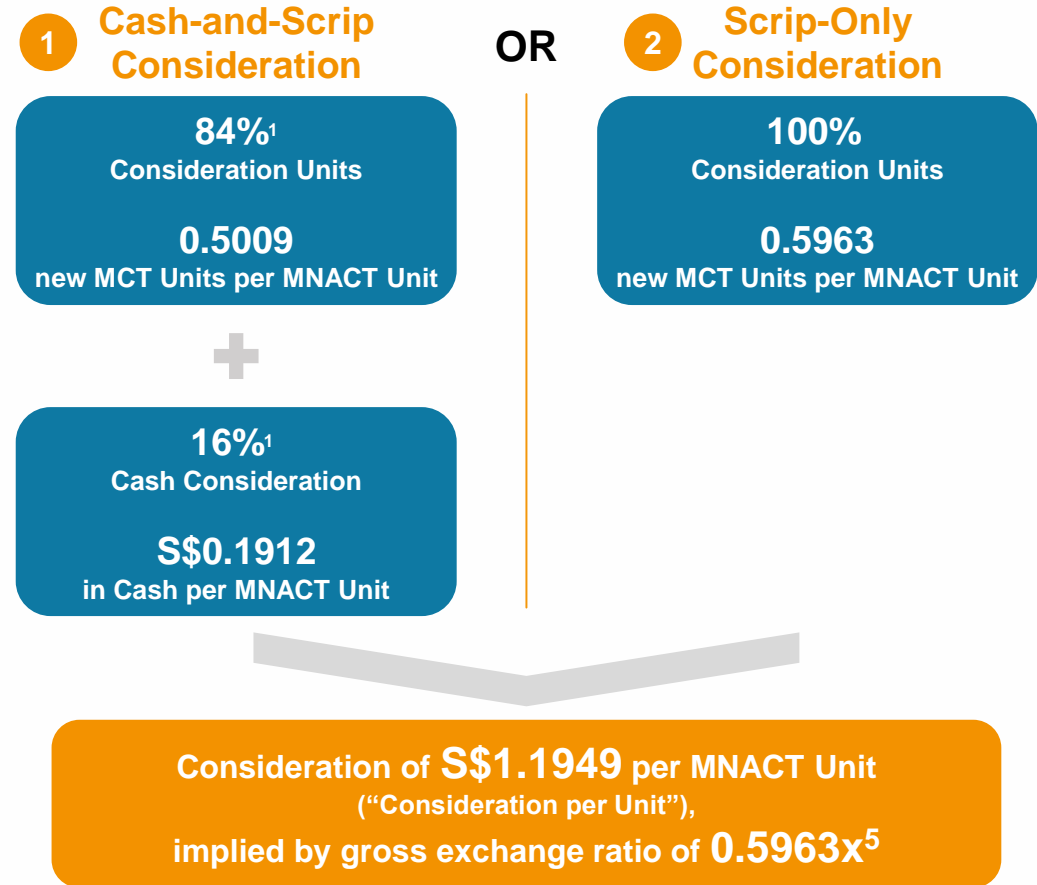 1 Cash-and-Scrip
Consideration
OR
2 Scrip-Only
Consideration
84%¹
Consideration Units
0.5009
new MCT Units per MNACT Unit
16%¹
Cash Consideration
S$0.1912
in Cash per MNACT Unit
100%
Consideration Units
0.5963
new MCT Units per MNACT Unit
Consideration of S$1.1949 per MNACT Unit
(“Consideration per Unit”),
implied by gross exchange ratio of 0.5963x⁵